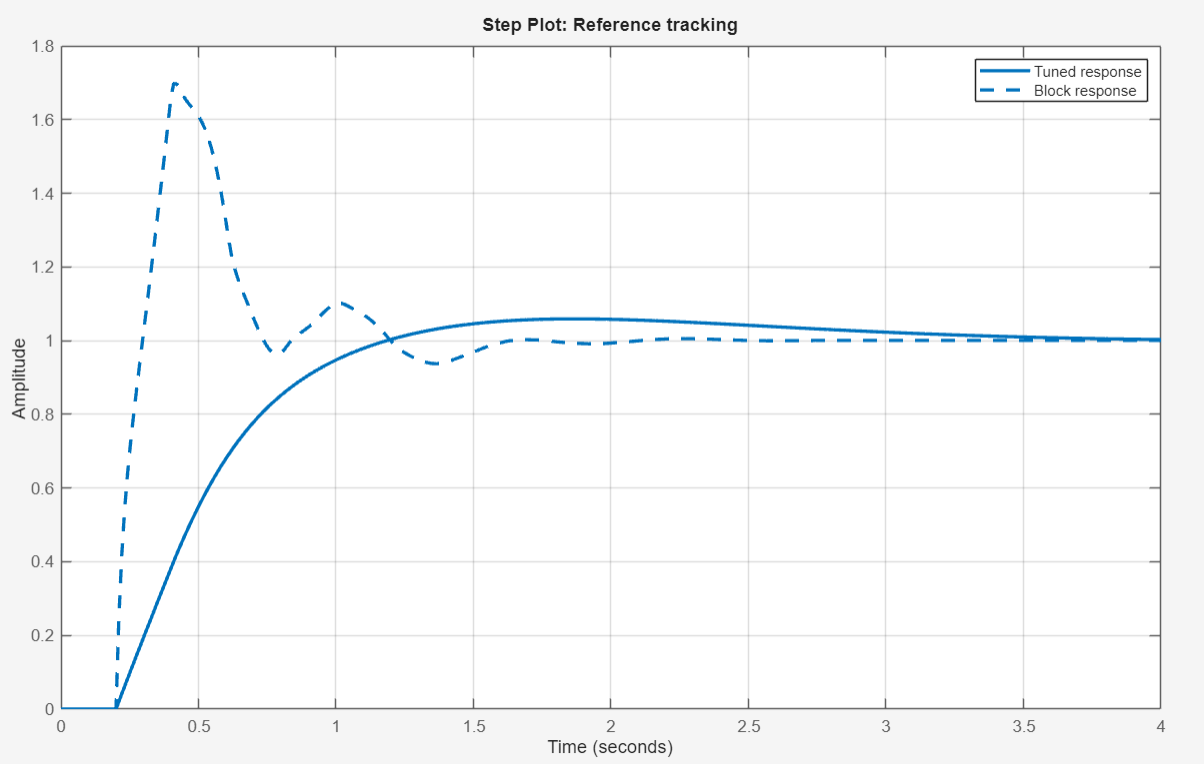 Step Plot: Reference tracking
Tuned response
Block response
Amplitude
1.8
1.6
1.4
1.2
1
0.8
0.6
0.4
0.2
0
0 0.5 1 1.5 2 2.5 3 3.5 4
Time (seconds)